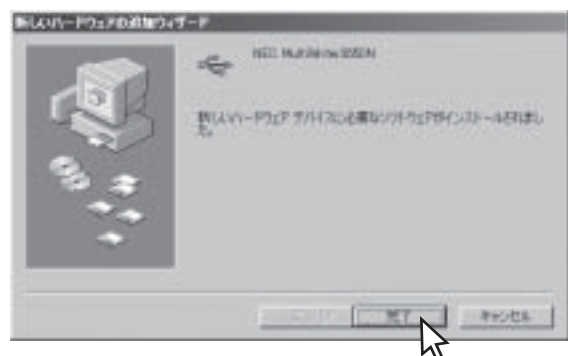 新しいハードウェアの追加ウィザード
NEC MultiWriter
新しいハードウェア デバイスに必要なソフトウェアがインストールされまし
た。
完了
キャンセル